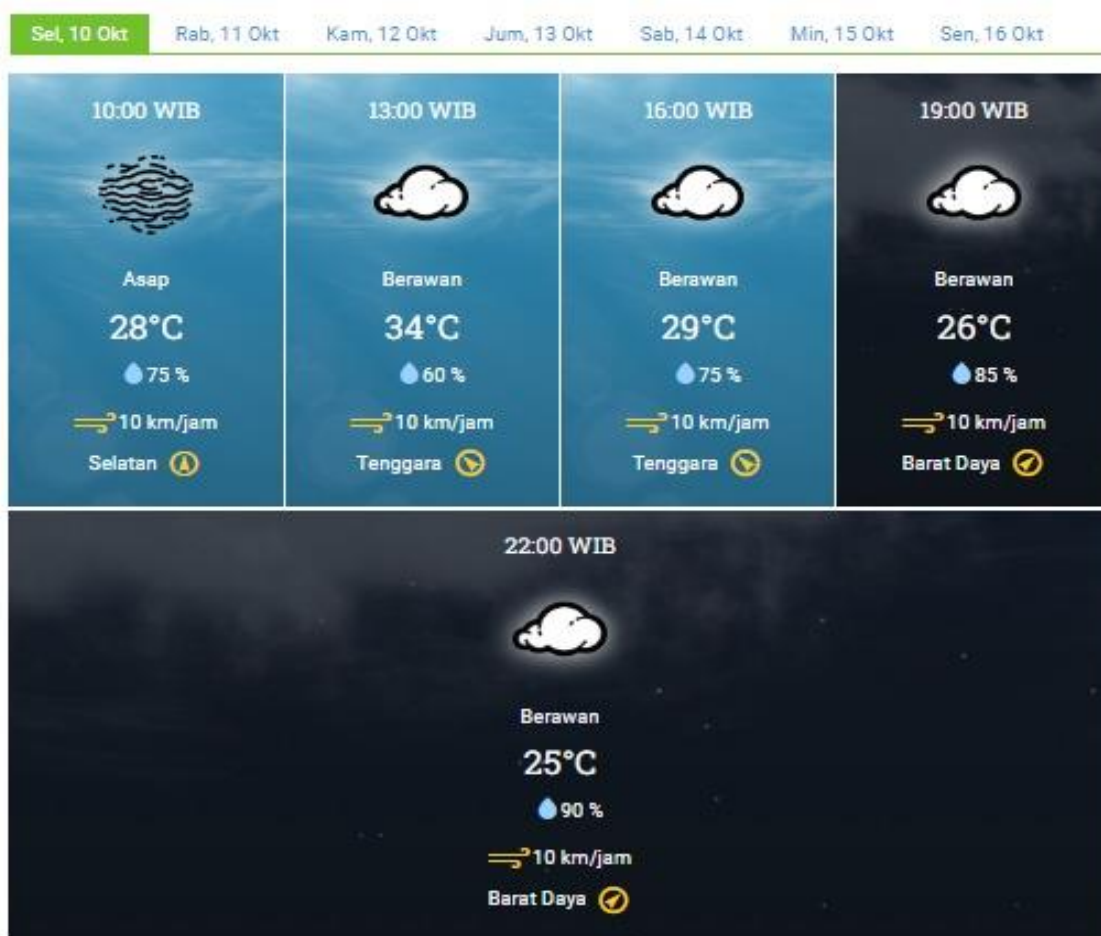 Sel, 10 Okt
Rab, 11 Okt
Kam, 12 Okt
Jum, 13 Okt
Sab, 14 Okt
Min, 15 Okt
Sen, 16 Okt
10:00 WIB
Asap
28°C
75 %
10 km/jam
Selatan
13:00 WIB
Berawan
34°C
60 %
10 km/jam
Tenggara
16:00 WIB
Berawan
29°C
75 %
10 km/jam
Tenggara
19:00 WIB
Berawan
26°C
85 %
10 km/jam
Barat Daya
22:00 WIB
Berawan
25°C
90 %
10 km/jam
Barat Daya